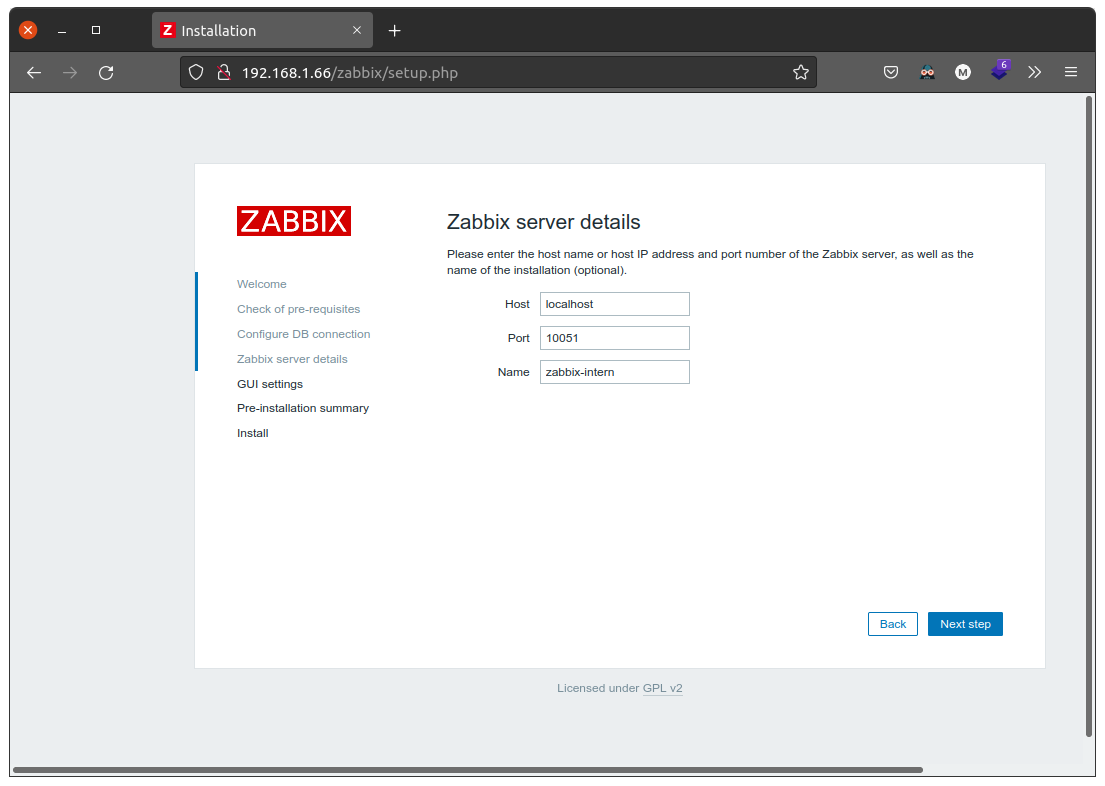 Installation
192.168.1.66/zabbix/setup.php
6
M
ZABBIX
Welcome
Check of pre-requisites
Configure DB connection
Zabbix server details
GUI settings
Pre-installation summary
Install
Zabbix server details
Please enter the host name or host IP address and port number of the Zabbix server, as well as the
name of the installation (optional).
Host localhost
Port 10051
Name zabbix-intern
Back Next step
Licensed under GPL v2